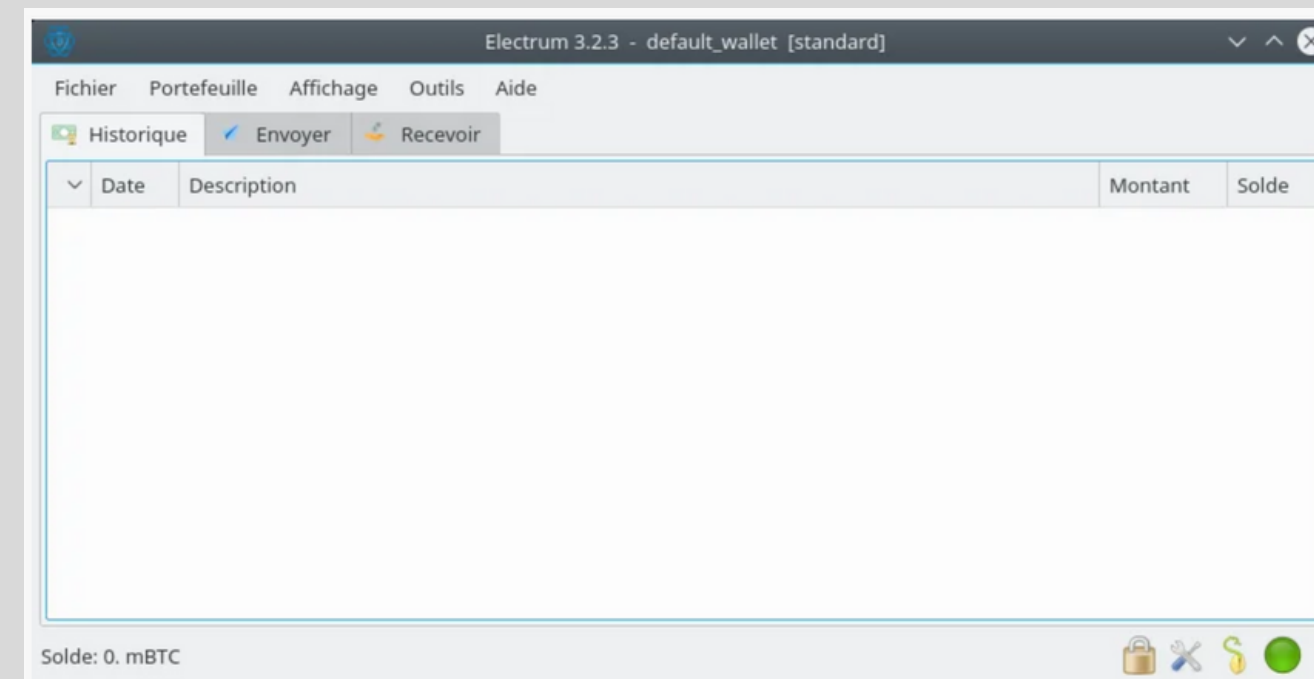 Electrum 3.2.3 - default_wallet [standard]
Fichier Portefeuille Affichage Outils Aide
Historique Envoyer Recevoir
Date Description Montant Solde
Solde: 0. mBTC